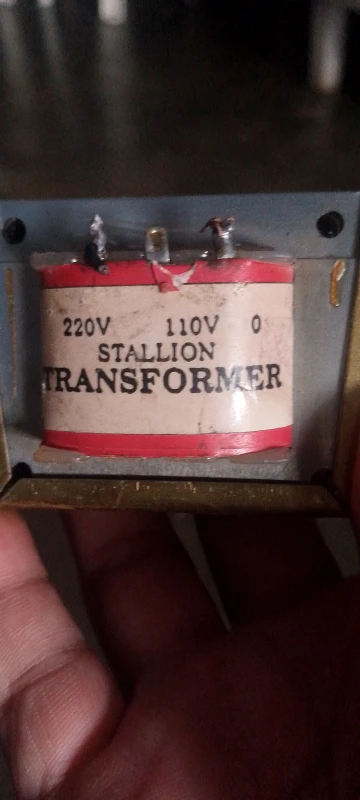 220V 110V 0
STALLION
TRANSFORMER